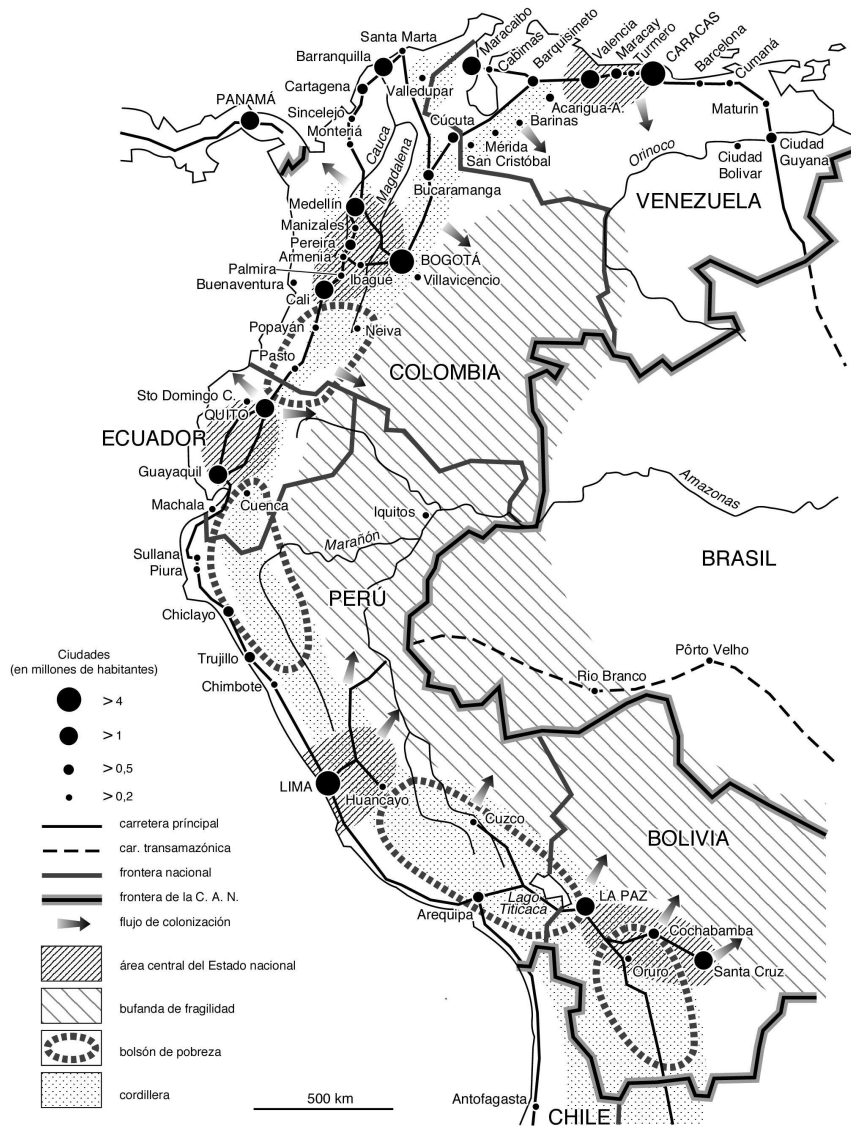 Santa Marta
Barranquilla
Maracaibo
Cabimas
Barquisimeto
Valencia
Maracay
Turmero
CARACAS
Barcelona
Cumaná
Cartagena
Valledupar
PANAMÁ
Sincelejó
Monteriá
Cauca
Magdalena
Cúcuta
Acarigua-A.
Barinas
Mérida
San Cristóbal
Maturin
Ciudad
Bolivar
Ciudad
Guyana
Orinoco
VENEZUELA
Bucaramanga
Medellín
Manizales
Pereira
Armenia
Palmira
Buenaventura
Cali
Ibagué
BOGOTÁ
Villavicencio
Popayán
Neiva
Pasto
COLOMBIA
Sto Domingo C.
QUITO
ECUADOR
Guayaquil
Machala
Cuenca
Iquitos
Marañón
Amazonas
Sullana
Piura
PERÚ
BRASIL
Chiclayo
Trujillo
Chimbote
Pôrto Velho
Rio Branco
LIMA
Huancayo
Cuzco
BOLIVIA
Arequipa
Lago
Titicaca
LA PAZ
Cochabamba
Oruro
Santa Cruz
Antofagasta
CHILE
Ciudades
(en millones de habitantes)
> 4
> 1
> 0,5
> 0,2
carretera príncipal
car. transamazónica
frontera nacional
frontera de la C. A. N.
flujo de colonización
área central del Estado nacional
bufanda de fragilidad
bolsón de pobreza
cordillera
500 km